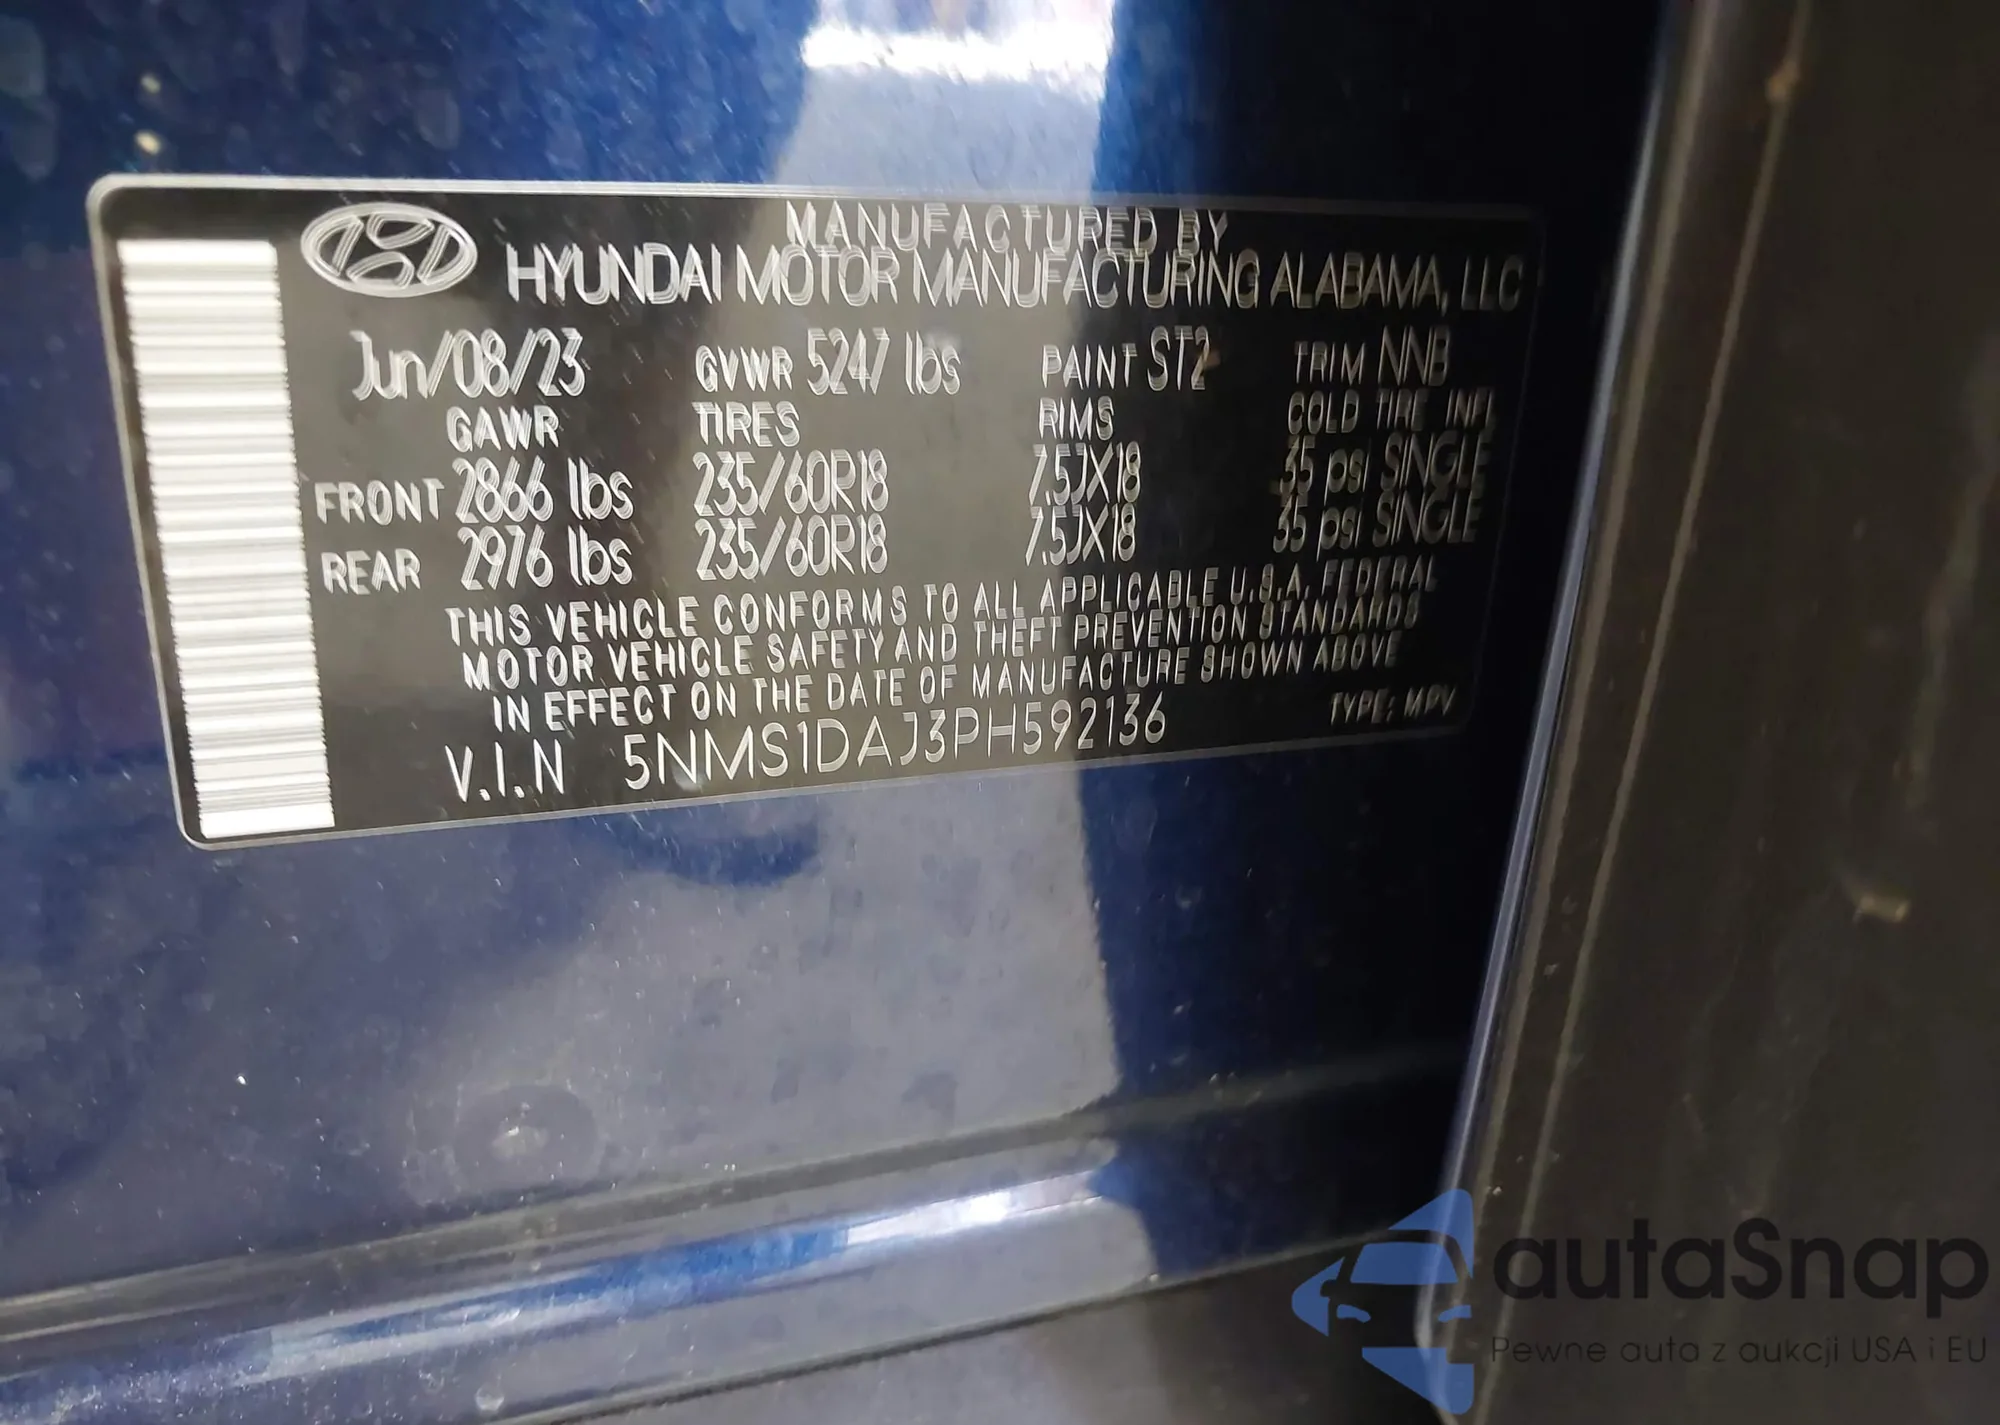 MANUFACTURED BY
HYUNDAI MOTOR MANUFACTURING ALABAMA, LLC
Jun/08/23 GVWR 5247 lbs PAINT ST2 TRIM NNB
GAWR TIRES RIMS COLD TIRE INFL
FRONT 2866 lbs 235/60R18 7.5JX18 35 psi SINGLE
REAR 2976 lbs 235/60R18 7.5JX18 35 psi SINGLE
THIS VEHICLE CONFORMS TO ALL APPLICABLE U.S.A. FEDERAL
MOTOR VEHICLE SAFETY AND THEFT PREVENTION STANDARDS
IN EFFECT ON THE DATE OF MANUFACTURE SHOWN ABOVE
V.I.N 5NMS1DAJ3PH592136 TYPE: MPV
autaSnap
Pewne auta z aukcji USA i EU